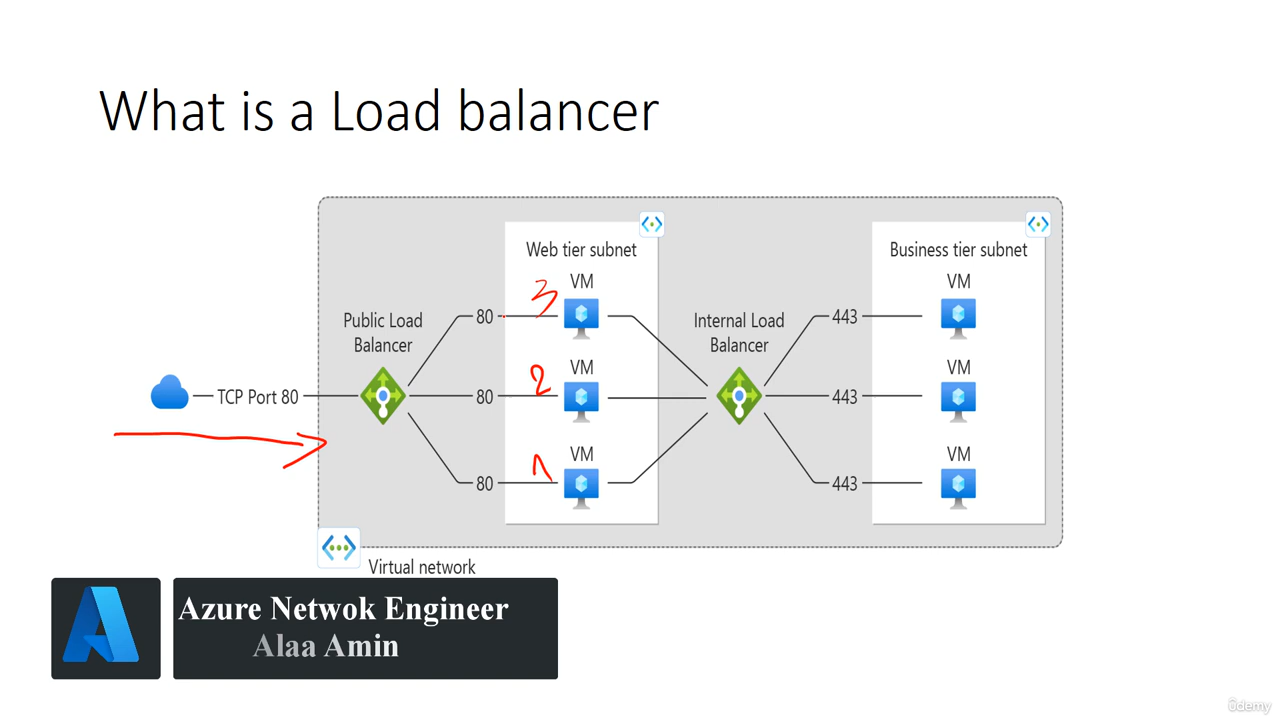 What is a Load balancer
Web tier subnet
Business tier subnet
VM
VM
3
Public Load
Balancer
80
Internal Load
Balancer
443
VM
VM
2
TCP Port 80
80
443
VM
VM
1
80
443
Virtual network
Azure Netwok Engineer
Alaa Amin
ûdemy